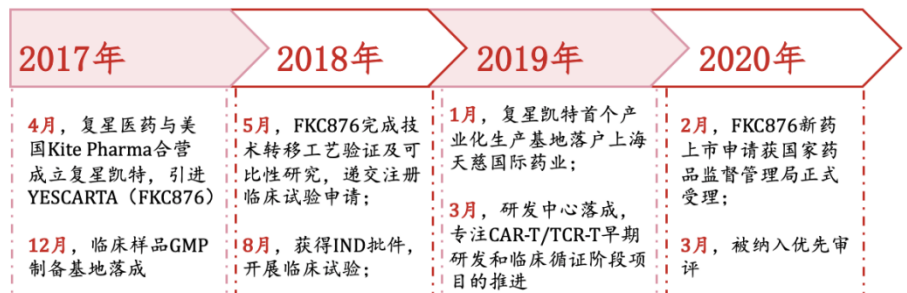 2017年
2018年
2019年
2020年
4月，复星医药与美
国Kite Pharma合营
成立复星凯特，引进
YESCARTA（FKC876）
12月，临床样品GMP
制备基地落成
5月，FKC876完成技
术转移工艺验证及可
比性研究，递交注册
临床试验申请；
8月，获得IND批件，
开展临床试验；
1月，复星凯特首个产
业化生产基地落户上海
天慈国际药业；
3月，研发中心落成，
专注CAR-T/TCR-T早期
研发和临床循证阶段项
目的推进
2月，FKC876新药
上市申请获国家药
品监督管理局正式
受理；
3月，被纳入优先审
评